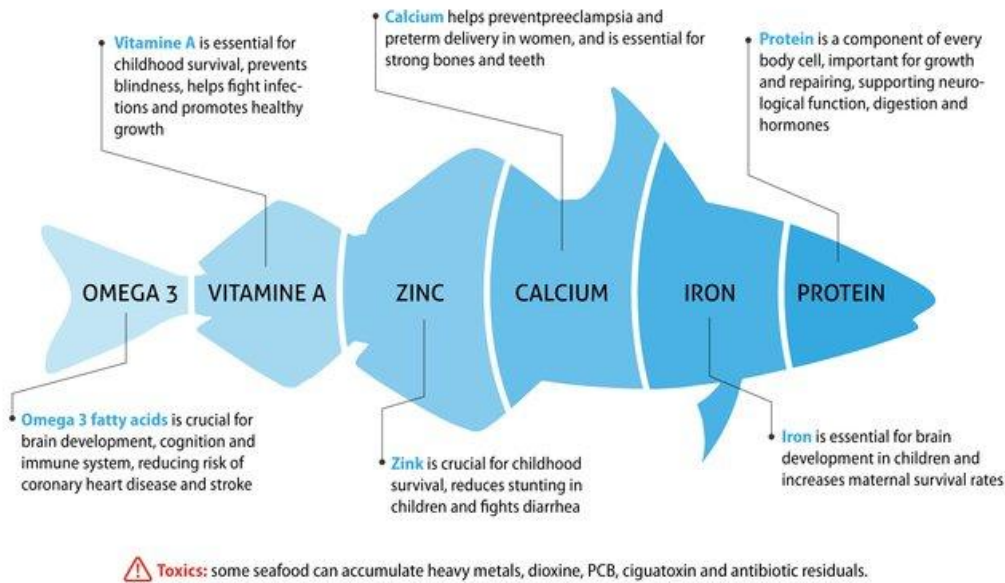 Vitamine A is essential for
childhood survival, prevents
blindness, helps fight infec-
tions and promotes healthy
growth
Calcium helps preventpreeclampsia and
preterm delivery in women, and is essential for
strong bones and teeth
Protein is a component of every
body cell, important for growth
and repairing, supporting neuro-
logical function, digestion and
hormones
OMEGA 3
VITAMINE A
ZINC
CALCIUM
IRON
PROTEIN
Omega 3 fatty acids is crucial for
brain development, cognition and
immune system, reducing risk of
coronary heart disease and stroke
Zink is crucial for childhood
survival, reduces stunting in
children and fights diarrhea
Iron is essential for brain
development in children and
increases maternal survival rates
Toxics: some seafood can accumulate heavy metals, dioxine, PCB, ciguatoxin and antibiotic residuals.